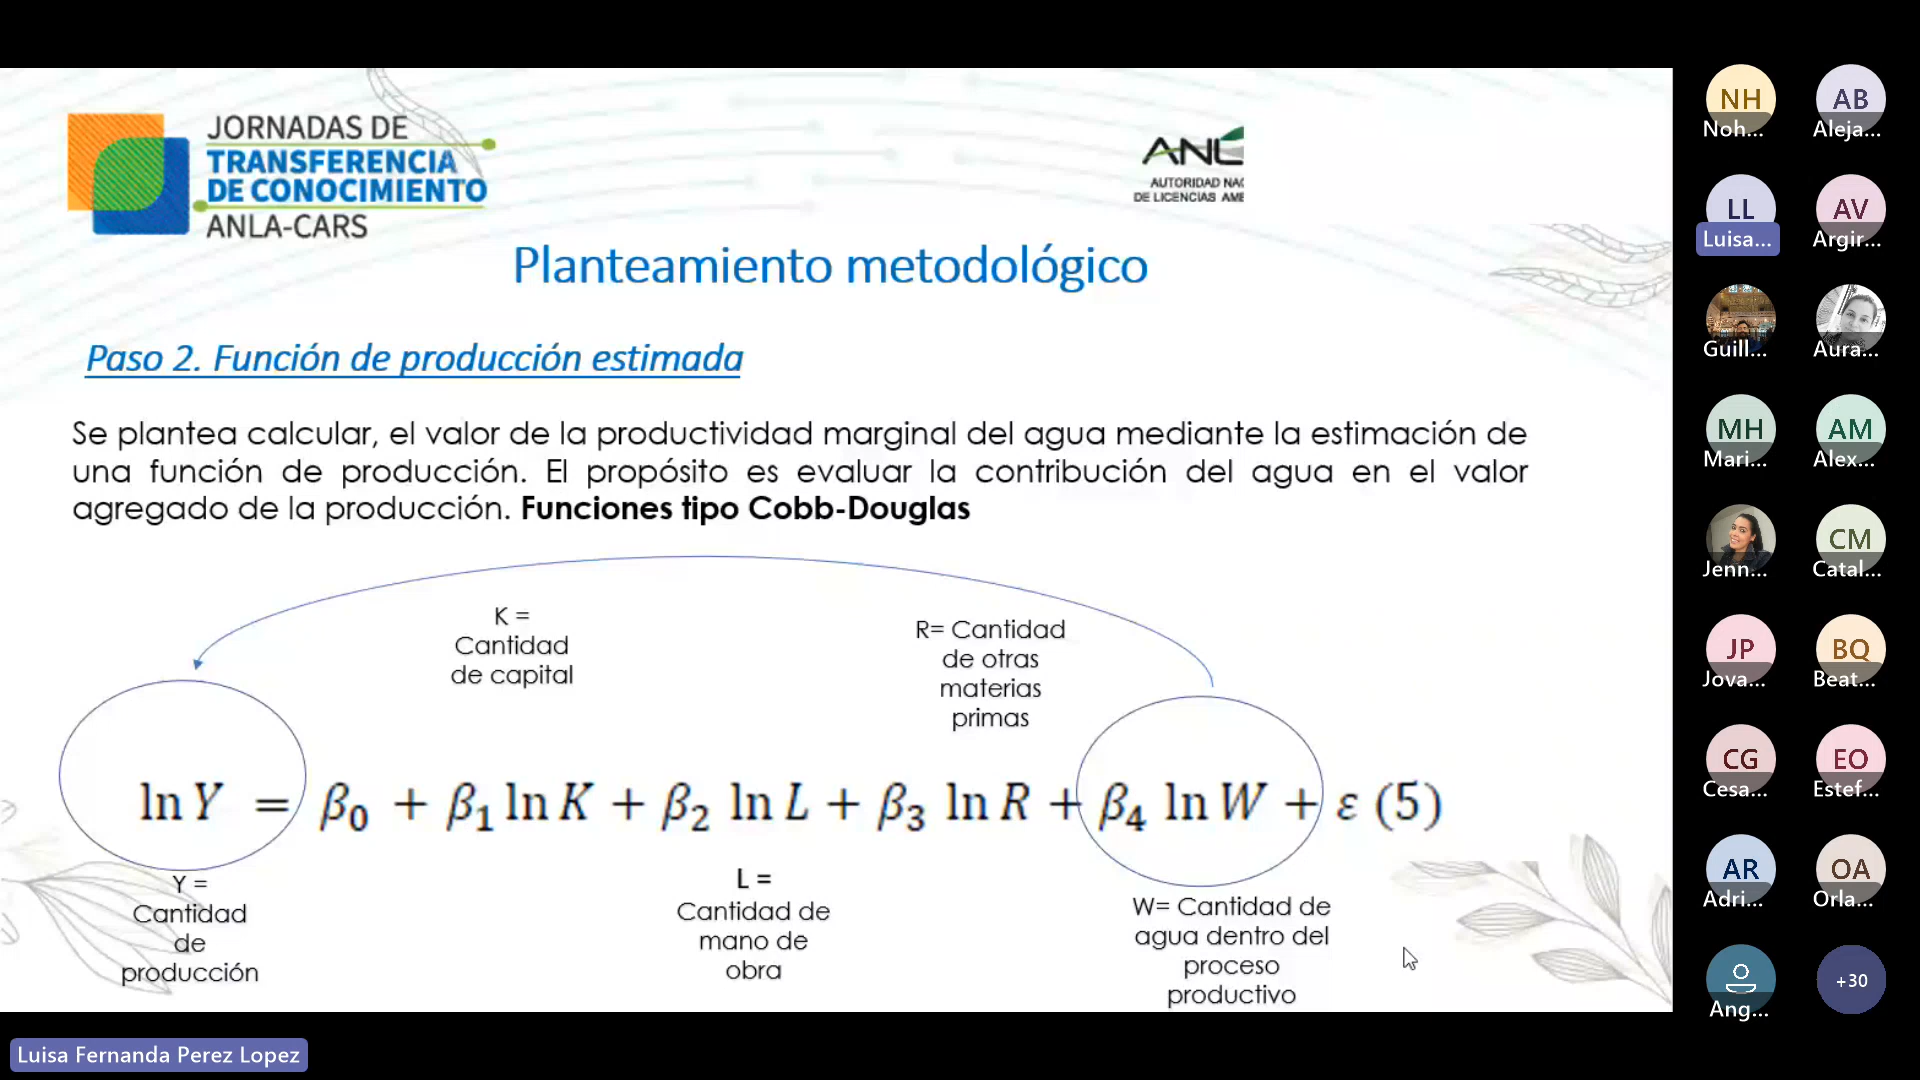 JORNADAS DE
TRANSFERENCIA
DE CONOCIMIENTO
ANLA-CARS
ANL
AUTORIDAD NAC
DE LICENCIAS AMB
Planteamiento metodológico
Paso 2. Función de producción estimada
Se plantea calcular, el valor de la productividad marginal del agua mediante la estimación de
una función de producción. El propósito es evaluar la contribución del agua en el valor
agregado de la producción. Funciones tipo Cobb-Douglas
K =
Cantidad
de capital
R= Cantidad
de otras
materias
primas
ln Y = β₀ + β₁ ln K + β₂ ln L + β₃ ln R + β₄ ln W + ε (5)
Y =
Cantidad
de
producción
L =
Cantidad de
mano de
obra
W= Cantidad de
agua dentro del
proceso
productivo
NH
Noh...
AB
Aleja...
LL
Luisa...
AV
Argir...
Guill...
Aura...
MH
Mari...
AM
Alex...
Jenn...
CM
Catal...
JP
Jova...
BQ
Beat...
CG
Cesa...
EO
Estef...
AR
Adri...
OA
Orla...
Ang...
+30
Luisa Fernanda Perez Lopez